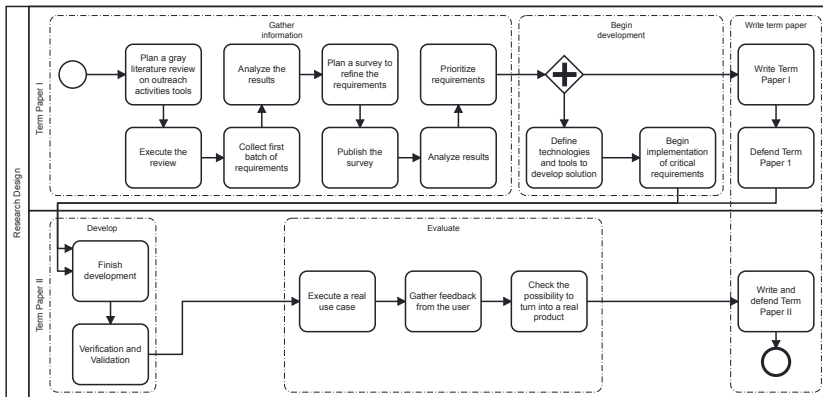 Research Design
Term Paper I
Gather
information
Begin
development
Write term paper
Plan a gray
literature review
on outreach
activities tools
Analyze the
results
Plan a survey to
refine the
requirements
Prioritize
requirements
Write Term
Paper I
Execute the
review
Collect first
batch of
requirements
Publish the
survey
Analyze results
Define
technologies
and tools to
develop solution
Begin
implementation
of critical
requirements
Defend Term
Paper 1
Term Paper II
Develop
Evaluate
Finish
development
Execute a real
use case
Gather feedback
from the user
Check the
possibility to
turn into a real
product
Write and
defend Term
Paper II
Verification and
Validation